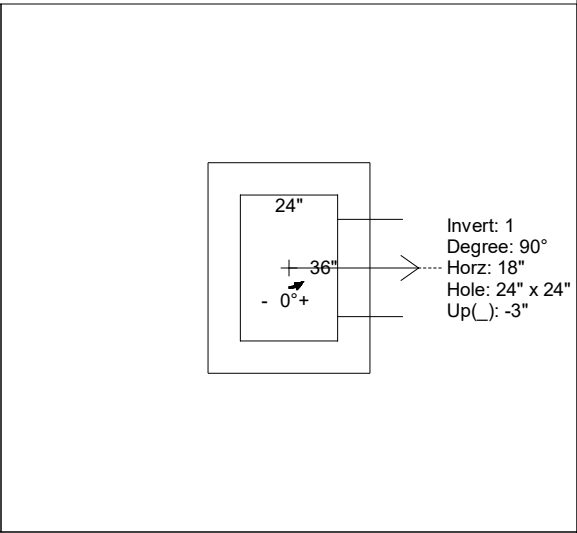 24"
36"
- 0°+
Invert: 1
Degree: 90°
Horz: 18"
Hole: 24" x 24"
Up(_): -3"